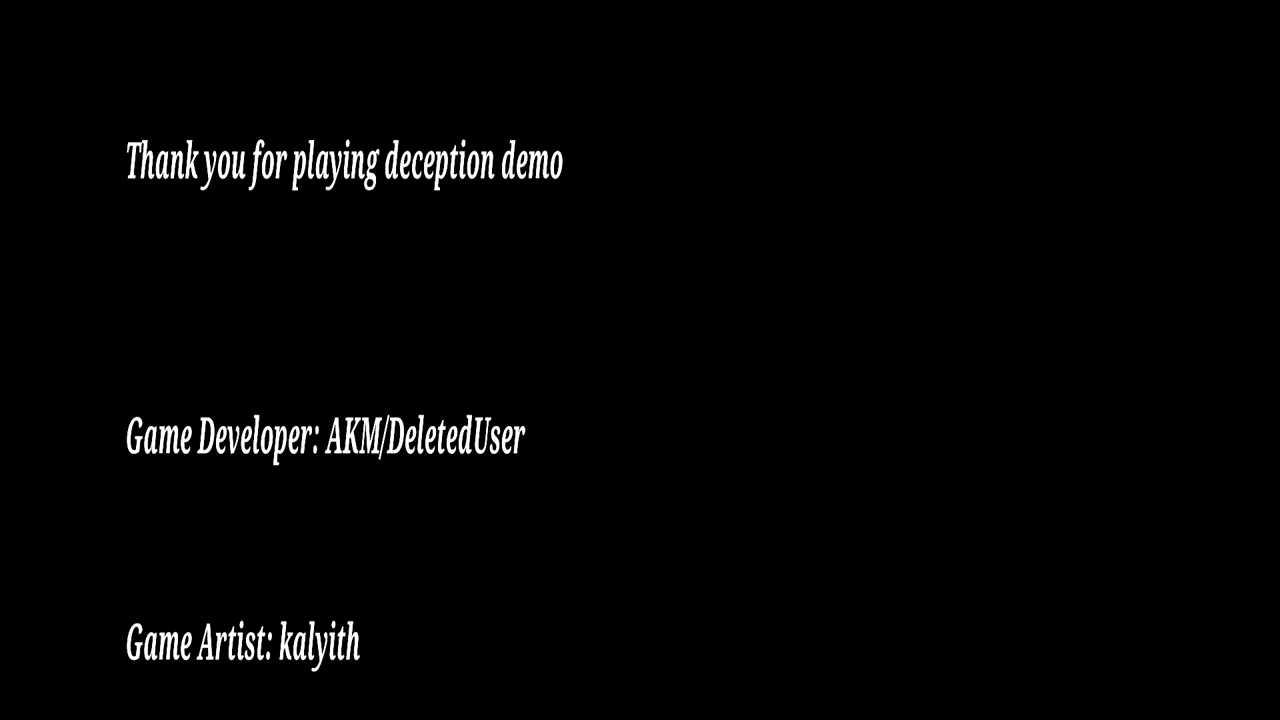 Thank you for playing deception demo
Game Developer: AKM/DeletedUser
Game Artist: kalyith